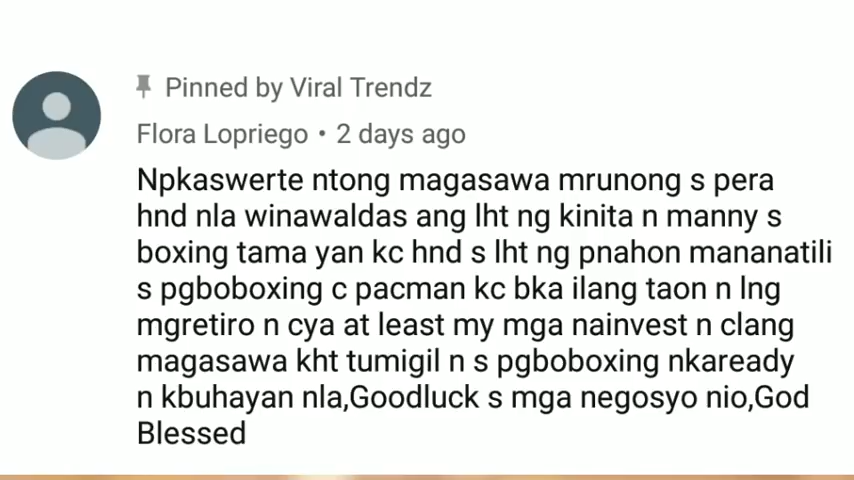 Pinned by Viral Trendz
Flora Lopriego • 2 days ago
Npkaswerte ntong magasawa mrunong s pera
hnd nla winawaldas ang lht ng kinita n manny s
boxing tama yan kc hnd s lht ng pnahon mananatili
s pgboboxing c pacman kc bka ilang taon n lng
mgretiro n cya at least my mga nainvest n clang
magasawa kht tumigil n s pgboboxing nkaready
n kbuhayan nla,Goodluck s mga negosyo nio,God
Blessed